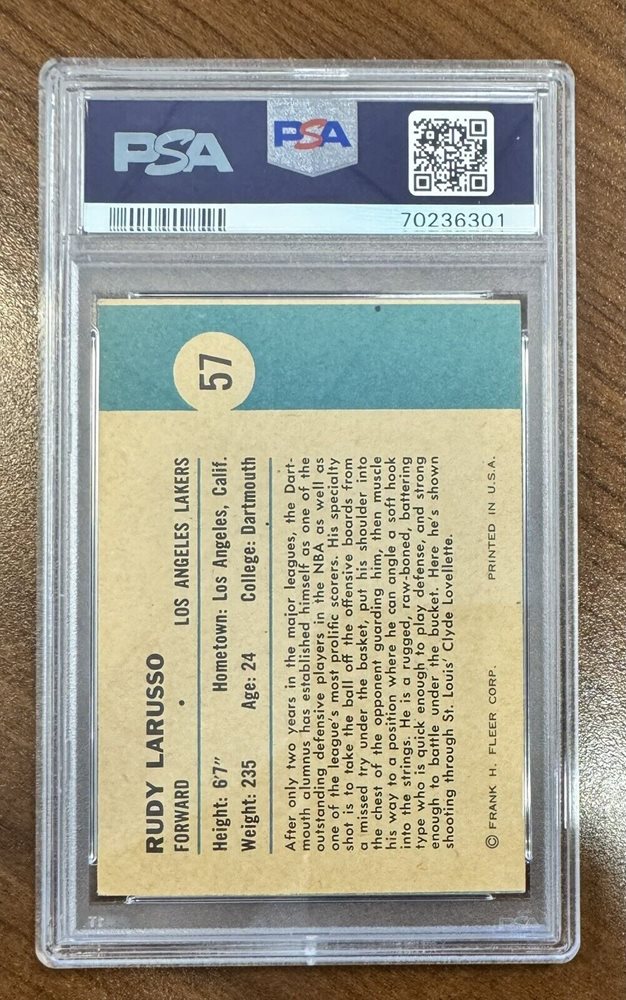 PSA
PSA
70236301
57
RUDY LARUSSO
FORWARD LOS ANGELES LAKERS
Height: 6'7" Hometown: Los Angeles, Calif.
Weight: 235 Age: 24 College: Dartmouth
After only two years in the major leagues, the Dart-
mouth alumnus has established himself as one of the
outstanding defensive players in the NBA as well as
one of the league's most prolific scorers. His specialty
shot is to take the ball off the offensive boards from
a missed try under the basket, put his shoulder into
the chest of the opponent guarding him, then muscle
his way to a position where he can angle a soft hook
into the strings. He is a rugged, raw-boned, battering
type who is quick enough to play defense, and strong
enough to battle under the bucket. Here he's shown
shooting through St. Louis' Clyde Lovellette.
© FRANK H. FLEER CORP. PRINTED IN U.S.A.
PSA